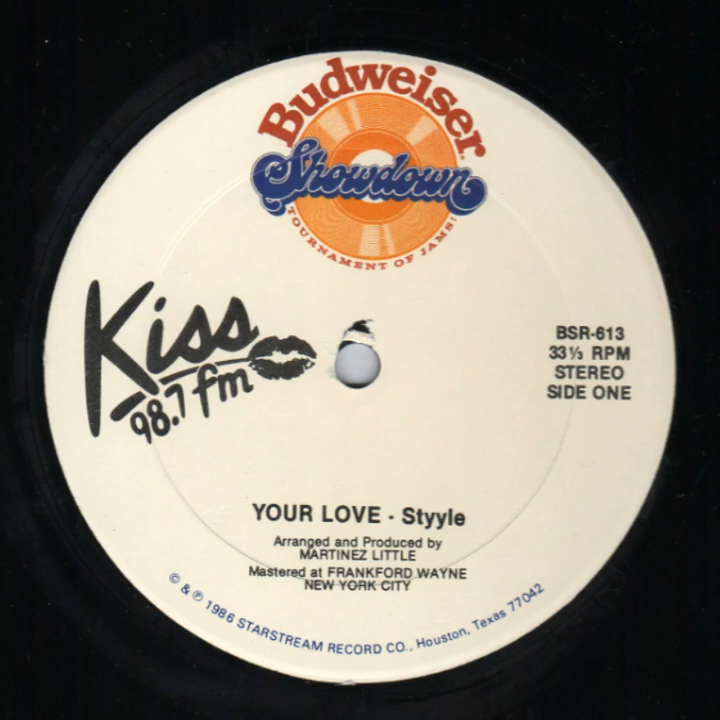 Budweiser
Showdown
TOURNAMENT OF JAMS!
Kiss
98.7 fm
BSR-613
33⅓ RPM
STEREO
SIDE ONE
YOUR LOVE - Styyle
Arranged and Produced by
MARTINEZ LITTLE
Mastered at FRANKFORD WAYNE
NEW YORK CITY
© & ℗ 1986 STARSTREAM RECORD CO., Houston, Texas 77042